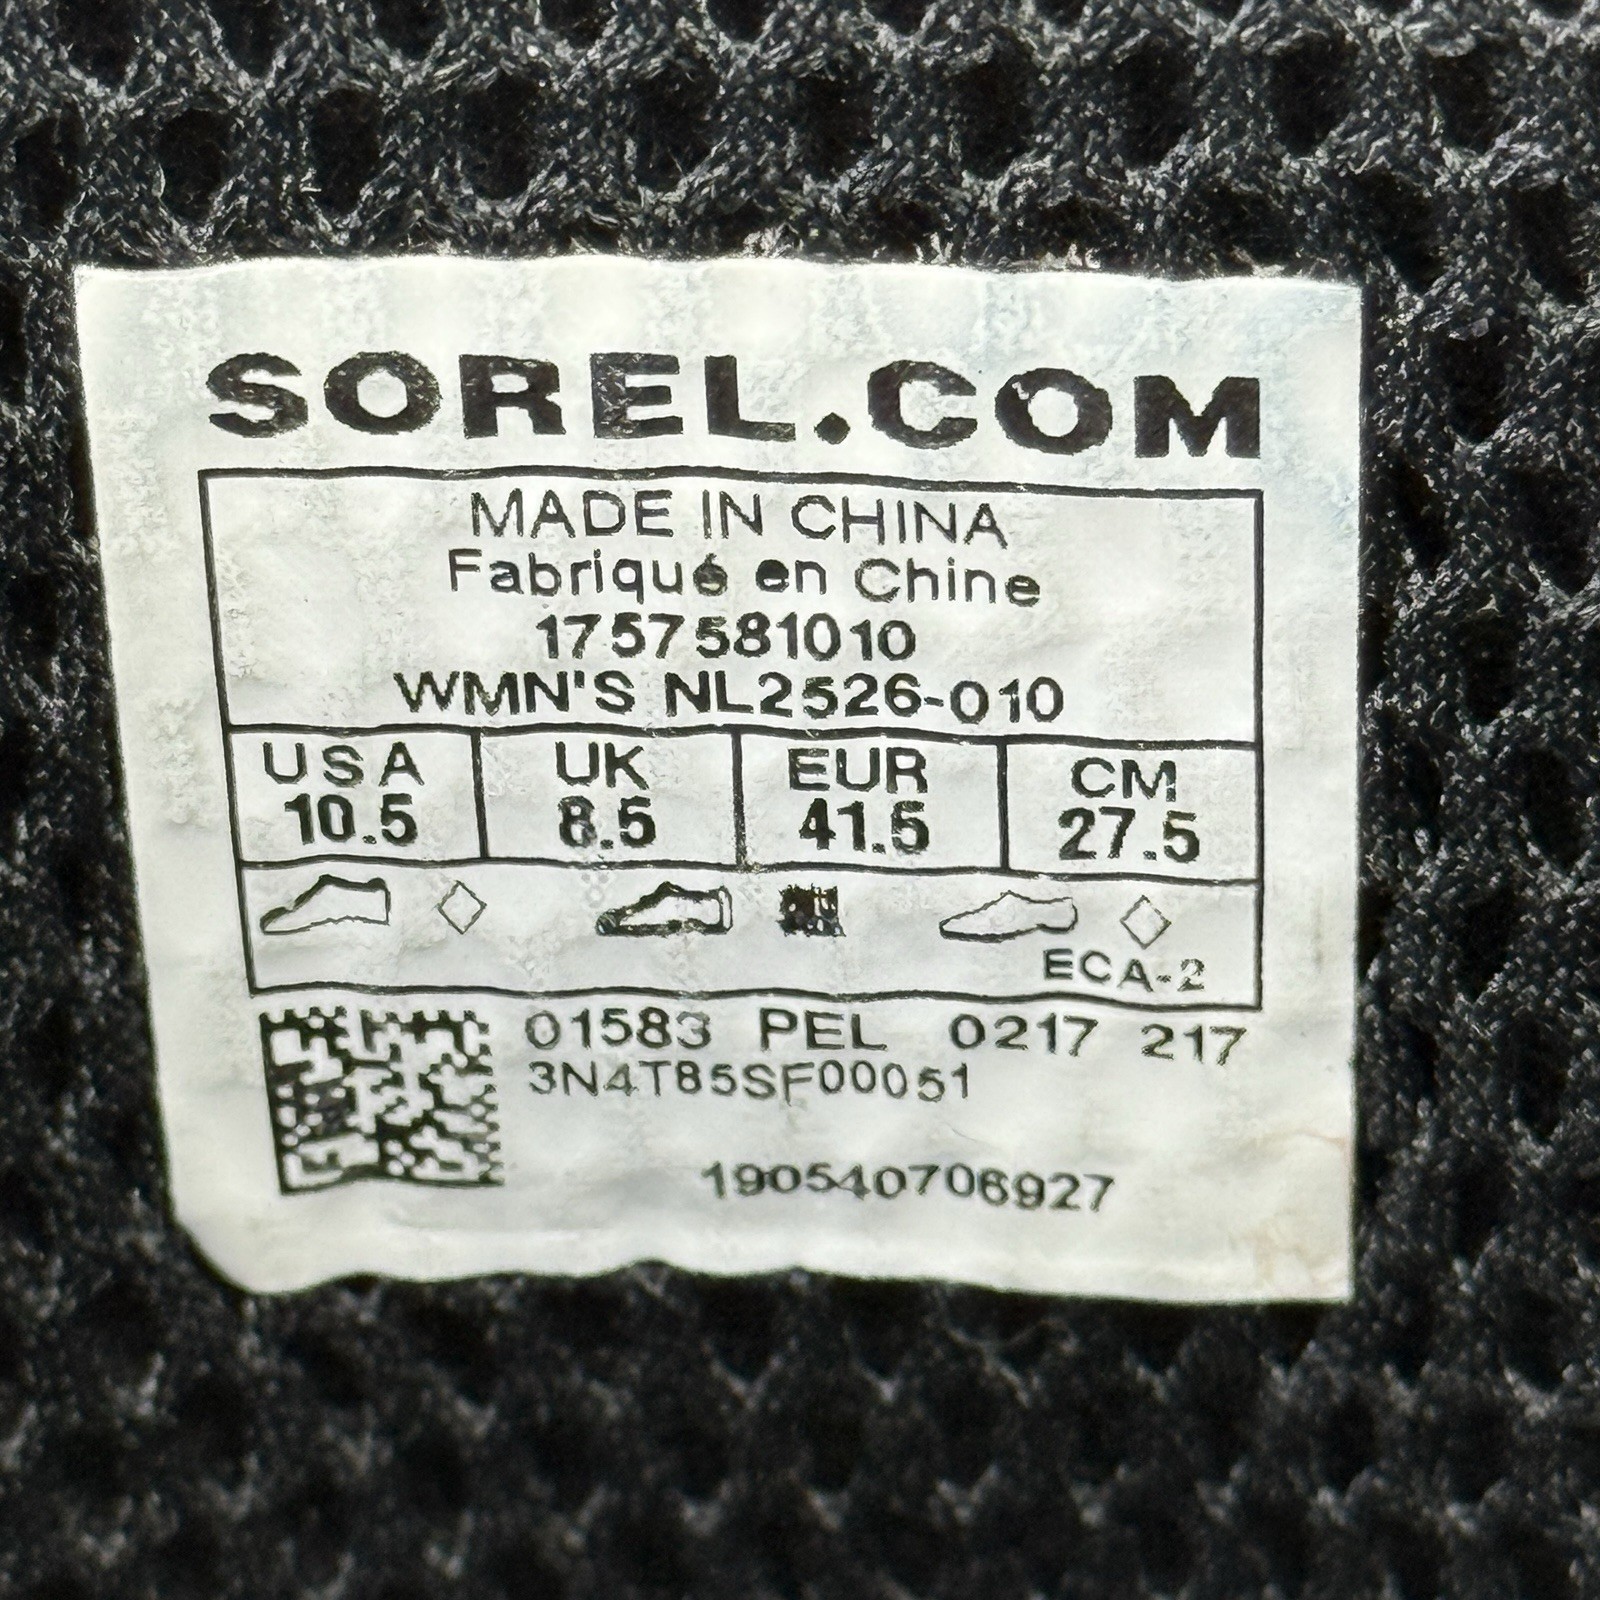 SOREL.COM
MADE IN CHINA
Fabriqué en Chine
1757581010
WMN'S NL2526-010
USA UK EUR CM
10.5 8.5 41.5 27.5
ECA-2
01583 PEL 0217 217
3N4T85SF00051
190540706927